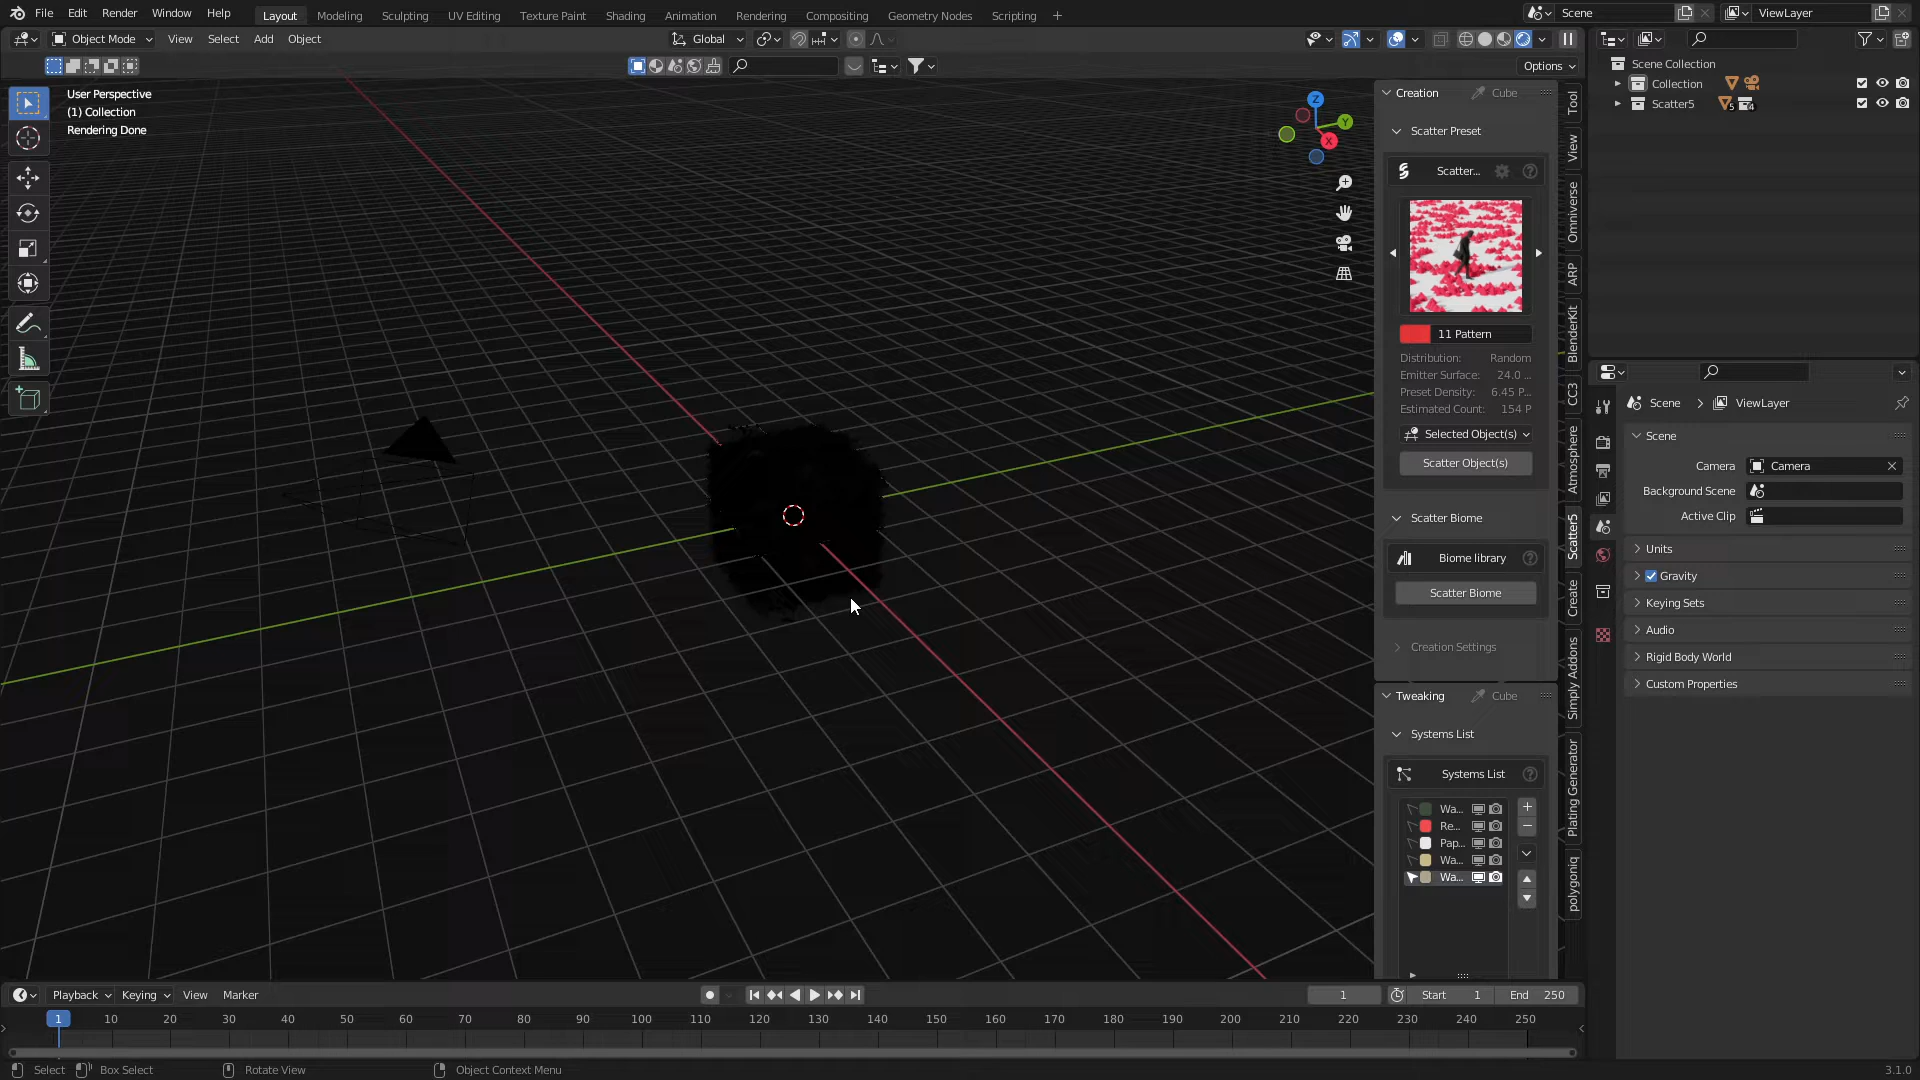 File Edit Render Window Help
Layout Modeling Sculpting UV Editing Texture Paint Shading Animation Rendering Compositing Geometry Nodes Scripting +
Scene ViewLayer
Object Mode View Select Add Object Global
Options
User Perspective
(1) Collection
Rendering Done
Z
Y
X
Creation Cube
Scatter Preset
Scatter...
11 Pattern
Distribution: Random
Emitter Surface: 24.0 ...
Preset Density: 6.45 P...
Estimated Count: 154 P
Selected Object(s)
Scatter Object(s)
Scatter Biome
Biome library
Scatter Biome
Creation Settings
Tweaking Cube
Systems List
Systems List
Wa...
Re...
Pap...
Wa...
Wa...
Tool
View
Omniverse
ARP
BlenderKit
CC3
Atmosphere
Scatter5
Create
Simply Addons
Plating Generator
polygoniq
Scene Collection
Collection
Scatter5 5 4
Scene > ViewLayer
Scene
Camera Camera
Background Scene
Active Clip
Units
Gravity
Keying Sets
Audio
Rigid Body World
Custom Properties
Playback Keying View Marker
1 Start 1 End 250
1 10 20 30 40 50 60 70 80 90 100 110 120 130 140 150 160 170 180 190 200 210 220 230 240 250
Select Box Select Rotate View Object Context Menu 3.1.0